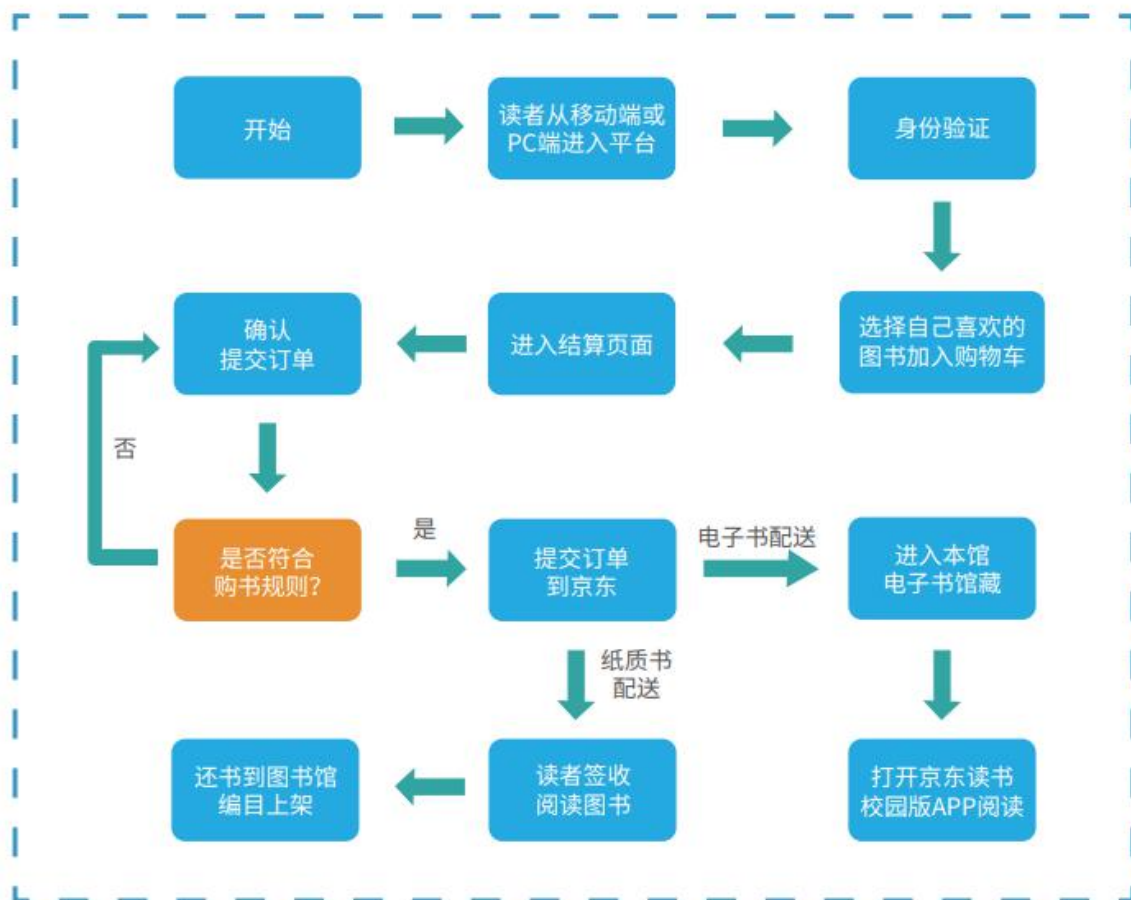 开始
读者从移动端或
PC端进入平台
身份验证
选择自己喜欢的
图书加入购物车
进入结算页面
确认
提交订单
否
是否符合
购书规则？
是
提交订单
到京东
电子书配送
进入本馆
电子书馆藏
纸质书
配送
还书到图书馆
编目上架
读者签收
阅读图书
打开京东读书
校园版APP阅读